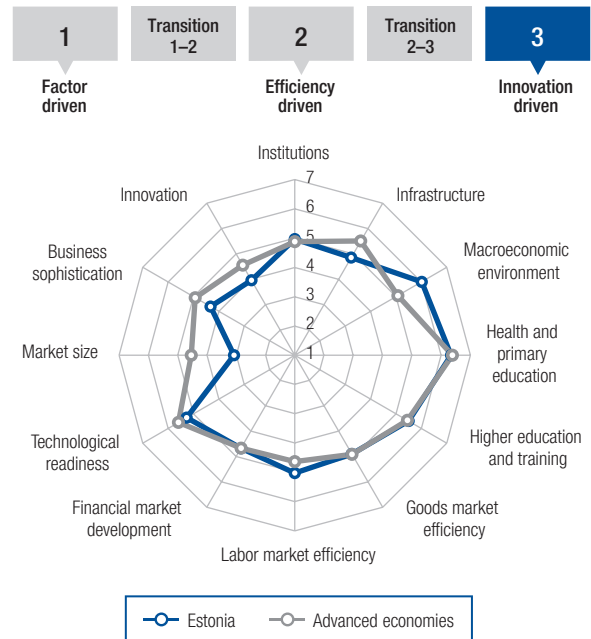 1
Transition
1–2
2
Transition
2–3
3
Factor
driven
Efficiency
driven
Innovation
driven
Institutions
Innovation
Infrastructure
Business
sophistication
Macroeconomic
environment
Market size
Health and
primary
education
Technological
readiness
Higher education
and training
Financial market
development
Goods market
efficiency
Labor market efficiency
7
6
5
4
3
2
1
Estonia
Advanced economies